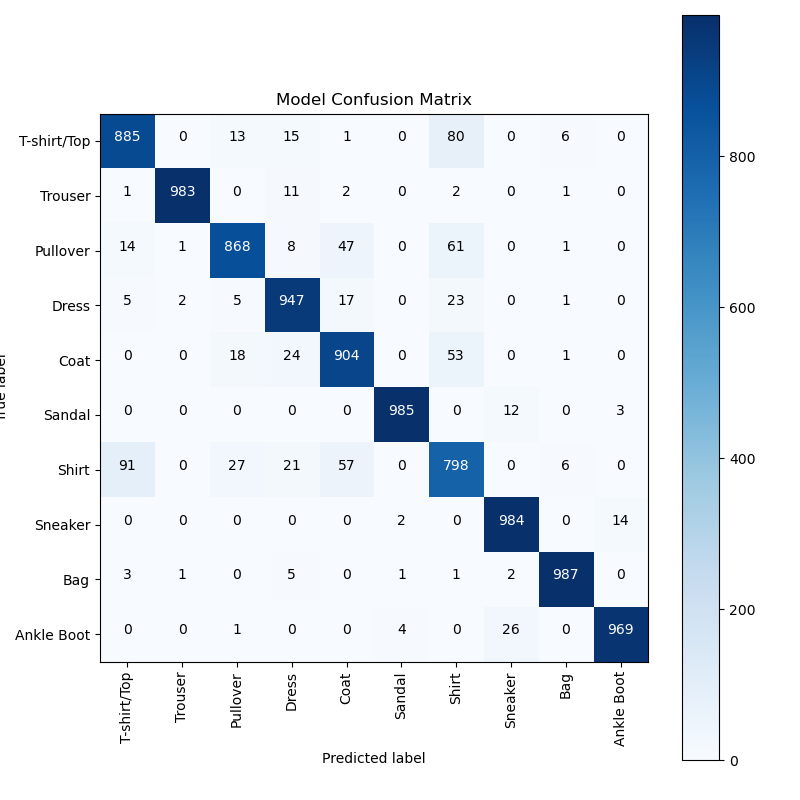 Model Confusion Matrix
T-shirt/Top 885 0 13 15 1 0 80 0 6 0
Trouser 1 983 0 11 2 0 2 0 1 0
Pullover 14 1 868 8 47 0 61 0 1 0
Dress 5 2 5 947 17 0 23 0 1 0
Coat 0 0 18 24 904 0 53 0 1 0
Sandal 0 0 0 0 0 985 0 12 0 3
Shirt 91 0 27 21 57 0 798 0 6 0
Sneaker 0 0 0 0 0 2 0 984 0 14
Bag 3 1 0 5 0 1 1 2 987 0
Ankle Boot 0 0 1 0 0 4 0 26 0 969
T-shirt/Top Trouser Pullover Dress Coat Sandal Shirt Sneaker Bag Ankle Boot
Predicted label
True label
800
600
400
200
0